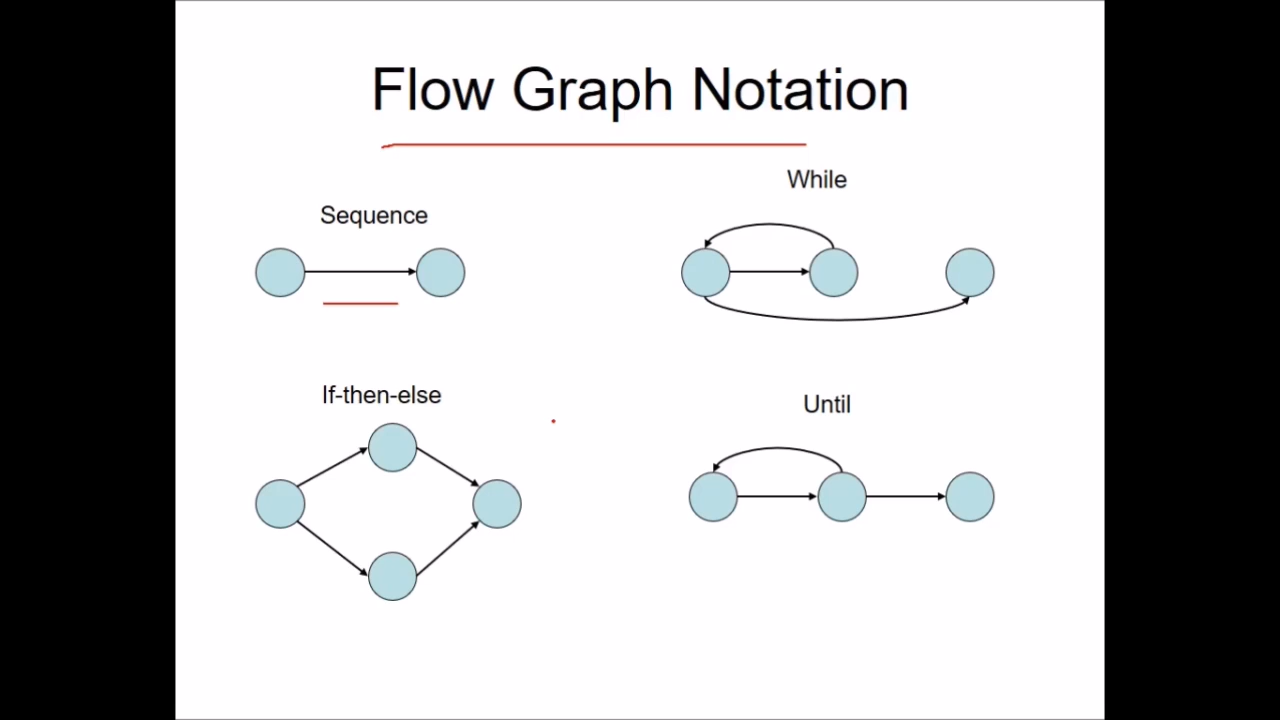 Flow Graph Notation
Sequence
While
If-then-else
Until